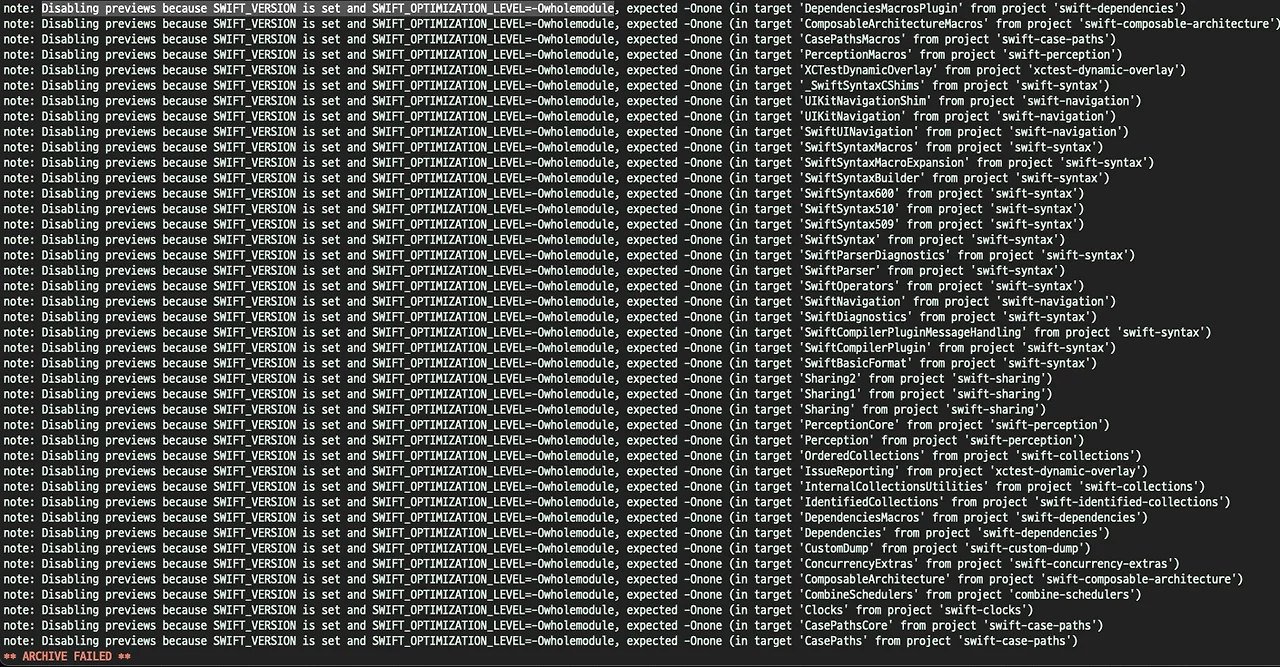 note: Disabling previews because SWIFT_VERSION is set and SWIFT_OPTIMIZATION_LEVEL=-Owholemodule, expected -Onone (in target 'DependenciesMacrosPlugin' from project 'swift-dependencies')
note: Disabling previews because SWIFT_VERSION is set and SWIFT_OPTIMIZATION_LEVEL=-Owholemodule, expected -Onone (in target 'ComposableArchitectureMacros' from project 'swift-composable-architecture')
note: Disabling previews because SWIFT_VERSION is set and SWIFT_OPTIMIZATION_LEVEL=-Owholemodule, expected -Onone (in target 'CasePathsMacros' from project 'swift-case-paths')
note: Disabling previews because SWIFT_VERSION is set and SWIFT_OPTIMIZATION_LEVEL=-Owholemodule, expected -Onone (in target 'PerceptionMacros' from project 'swift-perception')
note: Disabling previews because SWIFT_VERSION is set and SWIFT_OPTIMIZATION_LEVEL=-Owholemodule, expected -Onone (in target 'XCTestDynamicOverlay' from project 'xctest-dynamic-overlay')
note: Disabling previews because SWIFT_VERSION is set and SWIFT_OPTIMIZATION_LEVEL=-Owholemodule, expected -Onone (in target '_SwiftSyntaxCShims' from project 'swift-syntax')
note: Disabling previews because SWIFT_VERSION is set and SWIFT_OPTIMIZATION_LEVEL=-Owholemodule, expected -Onone (in target 'UIKitNavigationShim' from project 'swift-navigation')
note: Disabling previews because SWIFT_VERSION is set and SWIFT_OPTIMIZATION_LEVEL=-Owholemodule, expected -Onone (in target 'UIKitNavigation' from project 'swift-navigation')
note: Disabling previews because SWIFT_VERSION is set and SWIFT_OPTIMIZATION_LEVEL=-Owholemodule, expected -Onone (in target 'SwiftUINavigation' from project 'swift-navigation')
note: Disabling previews because SWIFT_VERSION is set and SWIFT_OPTIMIZATION_LEVEL=-Owholemodule, expected -Onone (in target 'SwiftSyntaxMacros' from project 'swift-syntax')
note: Disabling previews because SWIFT_VERSION is set and SWIFT_OPTIMIZATION_LEVEL=-Owholemodule, expected -Onone (in target 'SwiftSyntaxMacroExpansion' from project 'swift-syntax')
note: Disabling previews because SWIFT_VERSION is set and SWIFT_OPTIMIZATION_LEVEL=-Owholemodule, expected -Onone (in target 'SwiftSyntaxBuilder' from project 'swift-syntax')
note: Disabling previews because SWIFT_VERSION is set and SWIFT_OPTIMIZATION_LEVEL=-Owholemodule, expected -Onone (in target 'SwiftSyntax600' from project 'swift-syntax')
note: Disabling previews because SWIFT_VERSION is set and SWIFT_OPTIMIZATION_LEVEL=-Owholemodule, expected -Onone (in target 'SwiftSyntax510' from project 'swift-syntax')
note: Disabling previews because SWIFT_VERSION is set and SWIFT_OPTIMIZATION_LEVEL=-Owholemodule, expected -Onone (in target 'SwiftSyntax509' from project 'swift-syntax')
note: Disabling previews because SWIFT_VERSION is set and SWIFT_OPTIMIZATION_LEVEL=-Owholemodule, expected -Onone (in target 'SwiftSyntax' from project 'swift-syntax')
note: Disabling previews because SWIFT_VERSION is set and SWIFT_OPTIMIZATION_LEVEL=-Owholemodule, expected -Onone (in target 'SwiftParserDiagnostics' from project 'swift-syntax')
note: Disabling previews because SWIFT_VERSION is set and SWIFT_OPTIMIZATION_LEVEL=-Owholemodule, expected -Onone (in target 'SwiftParser' from project 'swift-syntax')
note: Disabling previews because SWIFT_VERSION is set and SWIFT_OPTIMIZATION_LEVEL=-Owholemodule, expected -Onone (in target 'SwiftOperators' from project 'swift-syntax')
note: Disabling previews because SWIFT_VERSION is set and SWIFT_OPTIMIZATION_LEVEL=-Owholemodule, expected -Onone (in target 'SwiftNavigation' from project 'swift-navigation')
note: Disabling previews because SWIFT_VERSION is set and SWIFT_OPTIMIZATION_LEVEL=-Owholemodule, expected -Onone (in target 'SwiftDiagnostics' from project 'swift-syntax')
note: Disabling previews because SWIFT_VERSION is set and SWIFT_OPTIMIZATION_LEVEL=-Owholemodule, expected -Onone (in target 'SwiftCompilerPluginMessageHandling' from project 'swift-syntax')
note: Disabling previews because SWIFT_VERSION is set and SWIFT_OPTIMIZATION_LEVEL=-Owholemodule, expected -Onone (in target 'SwiftCompilerPlugin' from project 'swift-syntax')
note: Disabling previews because SWIFT_VERSION is set and SWIFT_OPTIMIZATION_LEVEL=-Owholemodule, expected -Onone (in target 'SwiftBasicFormat' from project 'swift-syntax')
note: Disabling previews because SWIFT_VERSION is set and SWIFT_OPTIMIZATION_LEVEL=-Owholemodule, expected -Onone (in target 'Sharing2' from project 'swift-sharing')
note: Disabling previews because SWIFT_VERSION is set and SWIFT_OPTIMIZATION_LEVEL=-Owholemodule, expected -Onone (in target 'Sharing1' from project 'swift-sharing')
note: Disabling previews because SWIFT_VERSION is set and SWIFT_OPTIMIZATION_LEVEL=-Owholemodule, expected -Onone (in target 'Sharing' from project 'swift-sharing')
note: Disabling previews because SWIFT_VERSION is set and SWIFT_OPTIMIZATION_LEVEL=-Owholemodule, expected -Onone (in target 'PerceptionCore' from project 'swift-perception')
note: Disabling previews because SWIFT_VERSION is set and SWIFT_OPTIMIZATION_LEVEL=-Owholemodule, expected -Onone (in target 'Perception' from project 'swift-perception')
note: Disabling previews because SWIFT_VERSION is set and SWIFT_OPTIMIZATION_LEVEL=-Owholemodule, expected -Onone (in target 'OrderedCollections' from project 'swift-collections')
note: Disabling previews because SWIFT_VERSION is set and SWIFT_OPTIMIZATION_LEVEL=-Owholemodule, expected -Onone (in target 'IssueReporting' from project 'xctest-dynamic-overlay')
note: Disabling previews because SWIFT_VERSION is set and SWIFT_OPTIMIZATION_LEVEL=-Owholemodule, expected -Onone (in target 'InternalCollectionsUtilities' from project 'swift-collections')
note: Disabling previews because SWIFT_VERSION is set and SWIFT_OPTIMIZATION_LEVEL=-Owholemodule, expected -Onone (in target 'IdentifiedCollections' from project 'swift-identified-collections')
note: Disabling previews because SWIFT_VERSION is set and SWIFT_OPTIMIZATION_LEVEL=-Owholemodule, expected -Onone (in target 'DependenciesMacros' from project 'swift-dependencies')
note: Disabling previews because SWIFT_VERSION is set and SWIFT_OPTIMIZATION_LEVEL=-Owholemodule, expected -Onone (in target 'Dependencies' from project 'swift-dependencies')
note: Disabling previews because SWIFT_VERSION is set and SWIFT_OPTIMIZATION_LEVEL=-Owholemodule, expected -Onone (in target 'CustomDump' from project 'swift-custom-dump')
note: Disabling previews because SWIFT_VERSION is set and SWIFT_OPTIMIZATION_LEVEL=-Owholemodule, expected -Onone (in target 'ConcurrencyExtras' from project 'swift-concurrency-extras')
note: Disabling previews because SWIFT_VERSION is set and SWIFT_OPTIMIZATION_LEVEL=-Owholemodule, expected -Onone (in target 'ComposableArchitecture' from project 'swift-composable-architecture')
note: Disabling previews because SWIFT_VERSION is set and SWIFT_OPTIMIZATION_LEVEL=-Owholemodule, expected -Onone (in target 'CombineSchedulers' from project 'combine-schedulers')
note: Disabling previews because SWIFT_VERSION is set and SWIFT_OPTIMIZATION_LEVEL=-Owholemodule, expected -Onone (in target 'Clocks' from project 'swift-clocks')
note: Disabling previews because SWIFT_VERSION is set and SWIFT_OPTIMIZATION_LEVEL=-Owholemodule, expected -Onone (in target 'CasePathsCore' from project 'swift-case-paths')
note: Disabling previews because SWIFT_VERSION is set and SWIFT_OPTIMIZATION_LEVEL=-Owholemodule, expected -Onone (in target 'CasePaths' from project 'swift-case-paths')
** ARCHIVE FAILED **